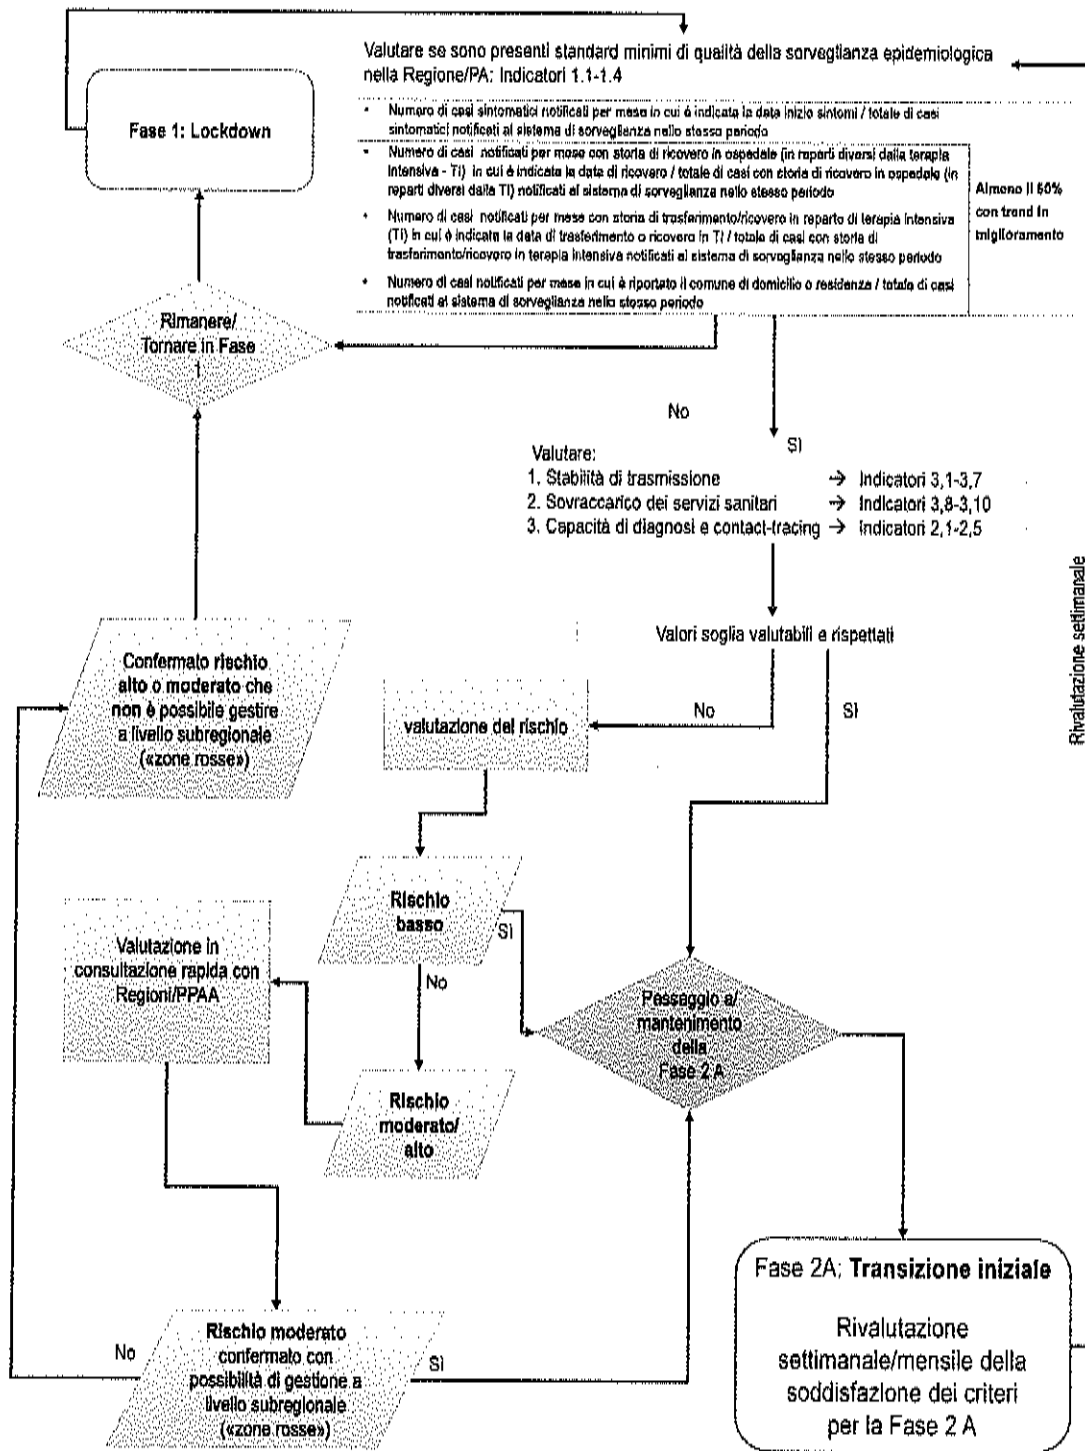 Valutare se sono presenti standard minimi di qualità della sorveglianza epidemiologica
nella Regione/PA: Indicatori 1.1-1.4
Fase 1: Lockdown
• Numero di casi sintomatici notificati per mese in cui è indicata la data inizio sintomi / totale di casi
sintomatici notificati al sistema di sorveglianza nello stesso periodo
• Numero di casi notificati per mese con storia di ricovero in ospedale (in reparti diversi dalla terapia
intensiva - TI) in cui è indicata la data di ricovero / totale di casi con storia di ricovero in ospedale (in
reparti diversi dalla TI) notificati al sistema di sorveglianza nello stesso periodo
• Numero di casi notificati per mese con storia di trasferimento/ricovero in reparto di terapia intensiva
(TI) in cui è indicata la data di trasferimento o ricovero in TI / totale di casi con storia di
trasferimento/ricovero in terapia intensiva notificati al sistema di sorveglianza nello stesso periodo
• Numero di casi notificati per mese in cui è riportato il comune di domicilio o residenza / totale di casi
notificati al sistema di sorveglianza nello stesso periodo
Almeno il 60%
con trend in
miglioramento
Rimanere/
Tornare in Fase
1
No
Sì
Valutare:
1. Stabilità di trasmissione → Indicatori 3,1-3,7
2. Sovraccarico dei servizi sanitari → Indicatori 3,8-3,10
3. Capacità di diagnosi e contact-tracing → Indicatori 2,1-2,5
Rivalutazione settimanale
Valori soglia valutabili e rispettati
Confermato rischio
alto o moderato che
non è possibile gestire
a livello subregionale
(«zone rosse»)
No
Sì
valutazione del rischio
Rischio
basso
Sì
No
Valutazione in
consultazione rapida con
Regioni/PPAA
Passaggio a/
mantenimento
della
Fase 2 A
Rischio
moderato/
alto
Fase 2A: Transizione iniziale
Rivalutazione
settimanale/mensile della
soddisfazione dei criteri
per la Fase 2 A
No
Rischio moderato
confermato con
possibilità di gestione a
livello subregionale
(«zone rosse»)
Sì